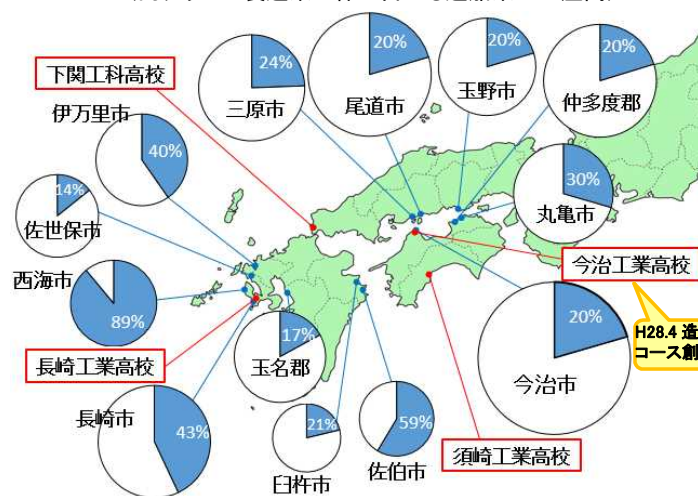 下関工科高校
伊万里市
40%
14%
佐世保市
西海市
89%
長崎工業高校
長崎市
43%
24%
三原市
20%
尾道市
20%
玉野市
20%
仲多度郡
30%
丸亀市
今治工業高校
H28.4 造
コース創
20%
今治市
17%
玉名郡
21%
臼杵市
59%
佐伯市
須崎工業高校